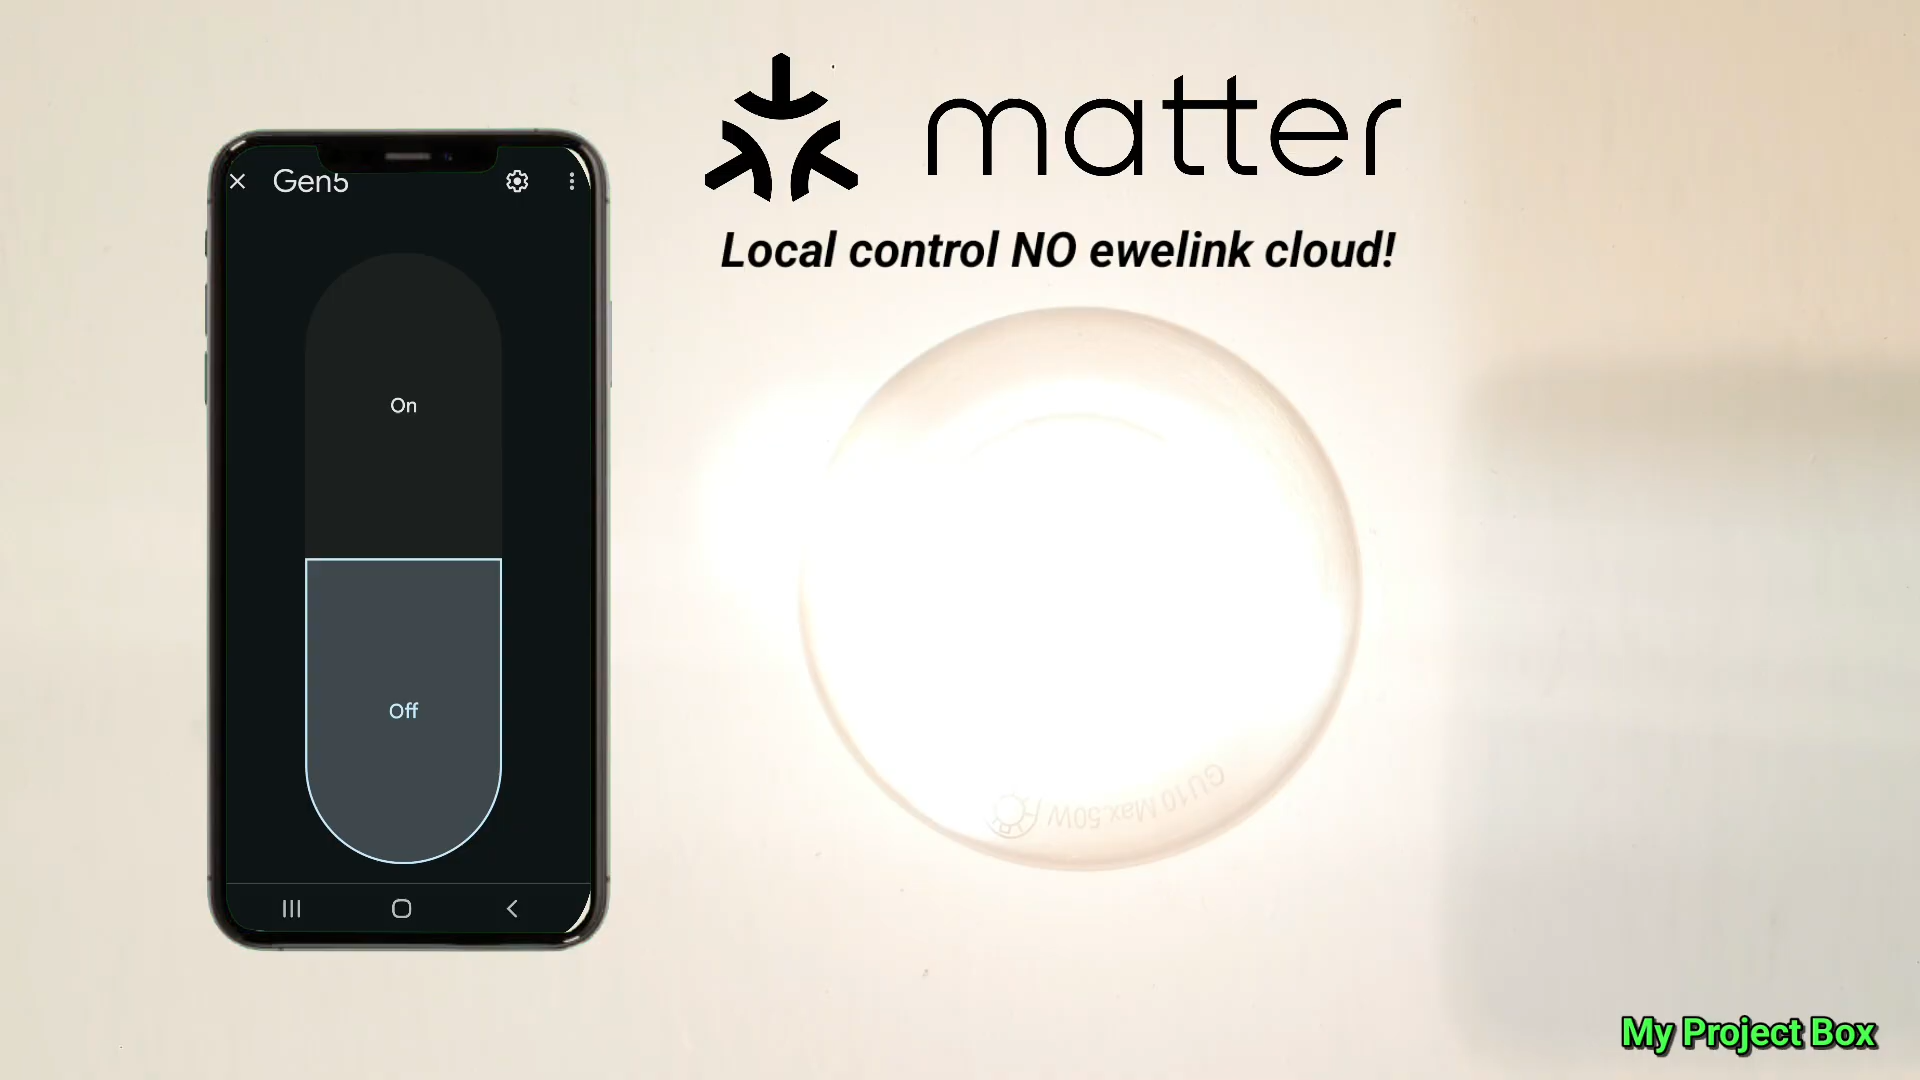 matter
Local control NO ewelink cloud!
Gen5
On
Off
GU10 Max.50W
My Project Box